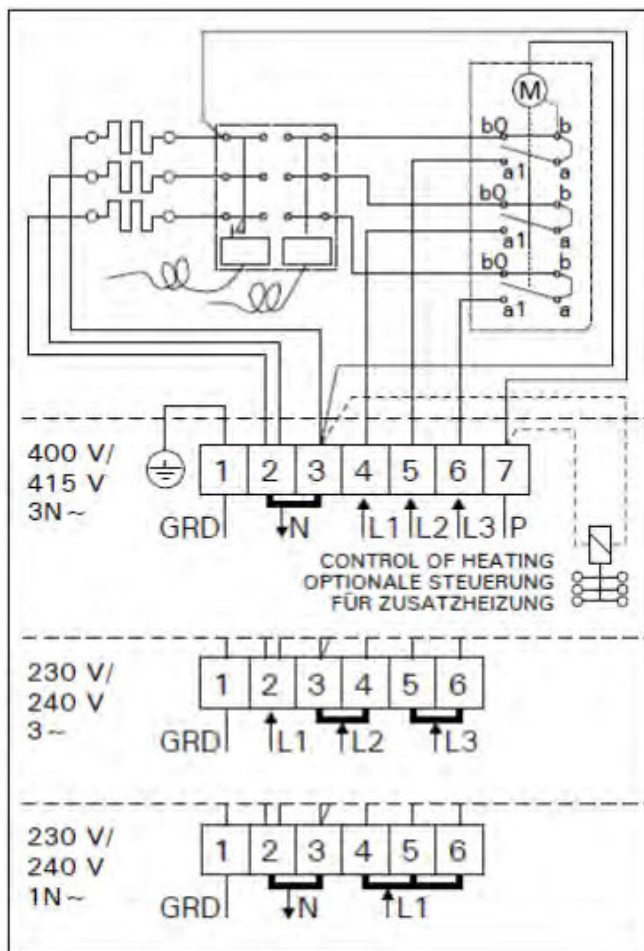 M
b0 b
a1 a
b0 b
a1 a
b0 b
a1 a
400 V/
415 V
3N~
1 2 3 4 5 6 7
GRD N L1 L2 L3 P
CONTROL OF HEATING
OPTIONALE STEUERUNG
FÜR ZUSATZHEIZUNG
230 V/
240 V
3~
1 2 3 4 5 6
GRD L1 L2 L3
230 V/
240 V
1N~
1 2 3 4 5 6
GRD N L1